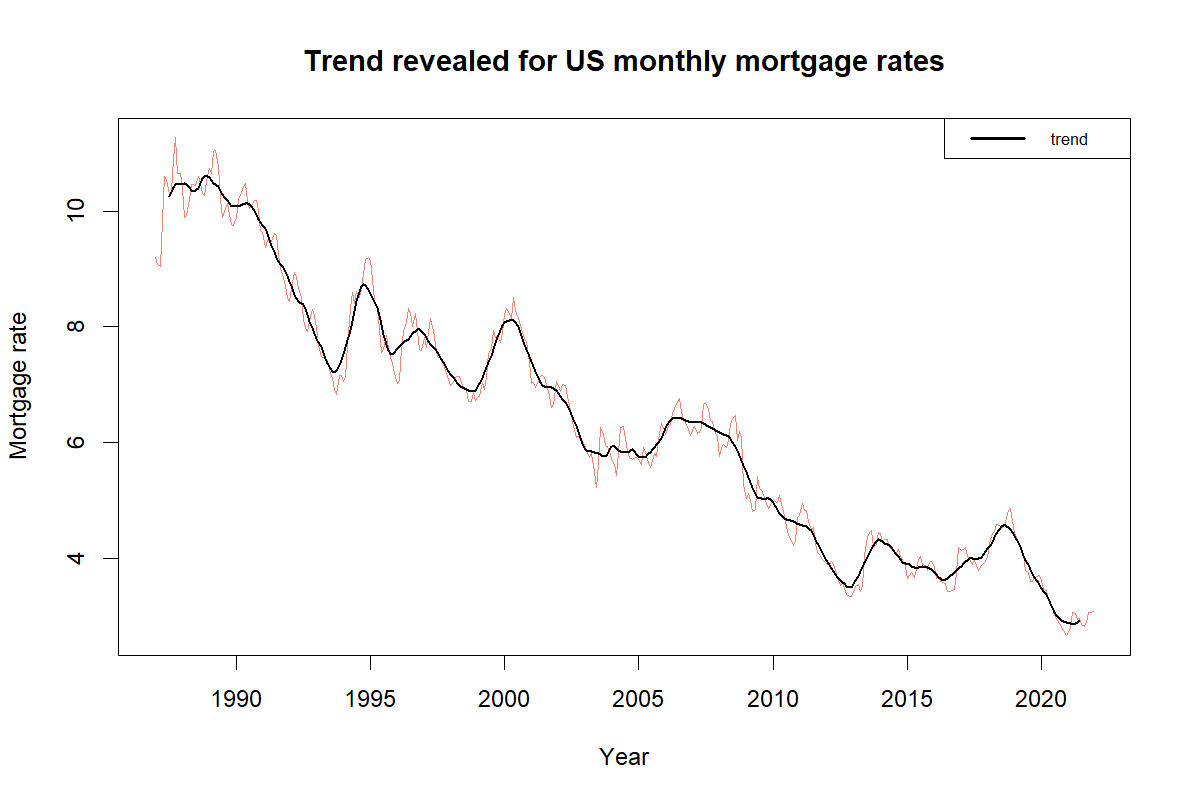 Trend revealed for US monthly mortgage rates
trend
10
8
6
4
Mortgage rate
1990 1995 2000 2005 2010 2015 2020
Year